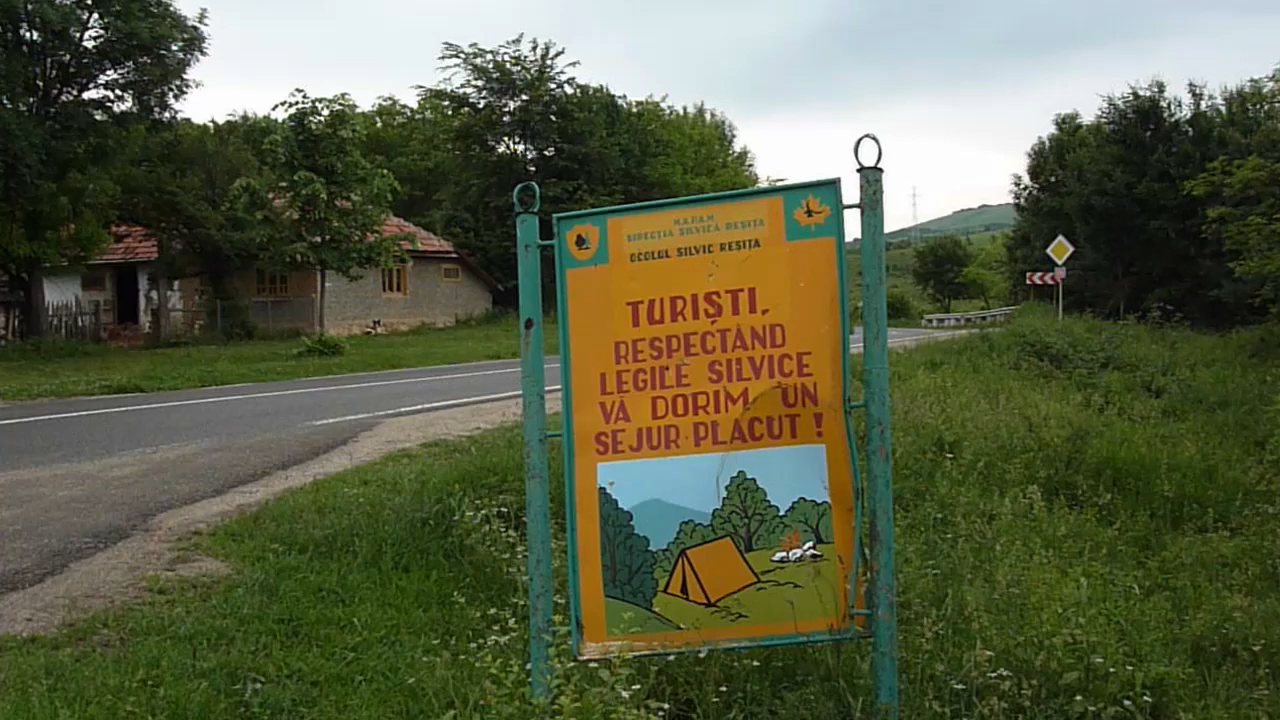 M.A.P.A.M.
DIRECȚIA SILVICĂ REȘIȚA
OCOLUL SILVIC REȘIȚA
TURIȘTI,
RESPECTÂND
LEGILE SILVICE
VĂ DORIM UN
SEJUR PLĂCUT !